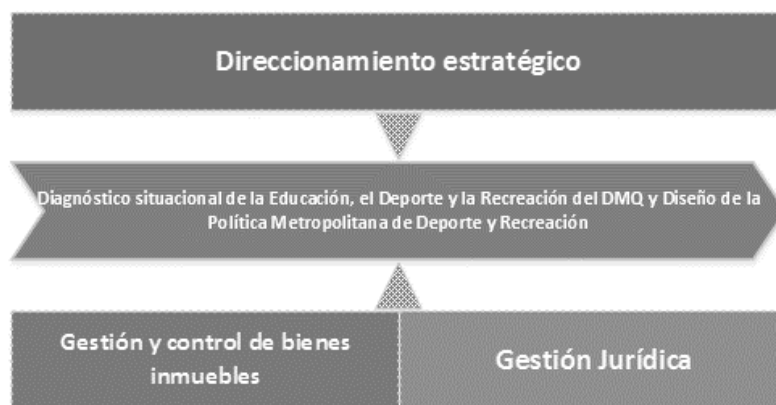 Direccionamiento estratégico
Diagnóstico situacional de la Educación, el Deporte y la Recreación del DMQ y Diseño de la
Política Metropolitana de Deporte y Recreación
Gestión y control de bienes
inmuebles
Gestión Jurídica